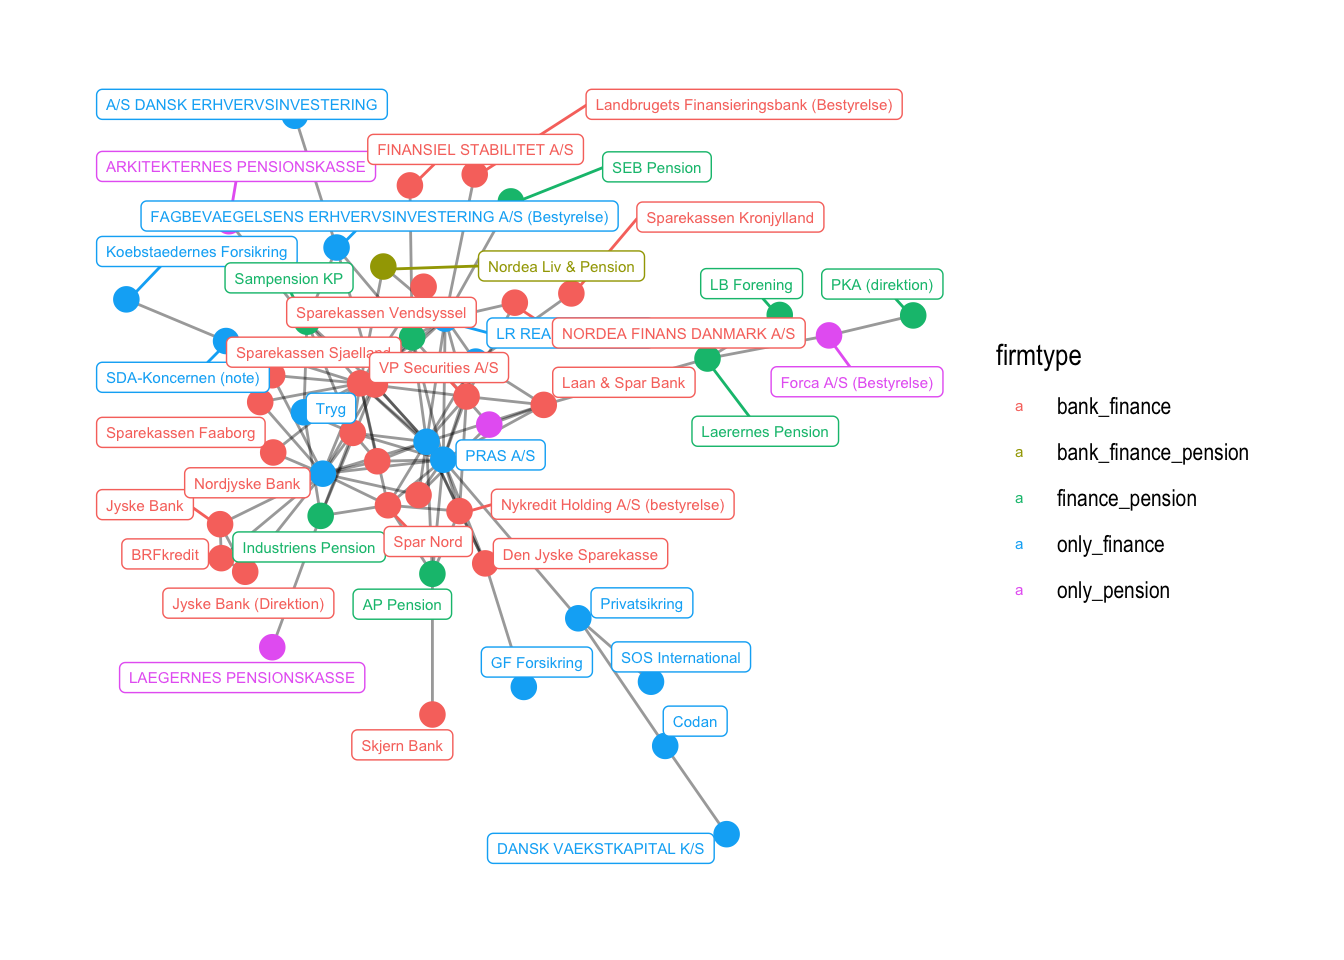 A/S DANSK ERHVERVSINVESTERING
Landbrugets Finansieringsbank (Bestyrelse)
FINANSIEL STABILITET A/S
ARKITEKTERNES PENSIONSKASSE
SEB Pension
FAGBEVAEGELSENS ERHVERVSINVESTERING A/S (Bestyrelse)
Sparekassen Kronjylland
Koebstaedernes Forsikring
Nordea Liv & Pension
Sampension KP
LB Forening
PKA (direktion)
Sparekassen Vendsyssel
LR REA
NORDEA FINANS DANMARK A/S
firmtype
Sparekassen Sjaelland
VP Securities A/S
SDA-Koncernen (note)
Laan & Spar Bank
Forca A/S (Bestyrelse)
a bank_finance
Tryg
Sparekassen Faaborg
Laerernes Pension
a bank_finance_pension
PRAS A/S
Nordjyske Bank
a finance_pension
Jyske Bank
Nykredit Holding A/S (bestyrelse)
Spar Nord
a only_finance
Industriens Pension
BRFkredit
Den Jyske Sparekasse
a only_pension
Jyske Bank (Direktion)
AP Pension
Privatsikring
GF Forsikring
SOS International
LAEGERNES PENSIONSKASSE
Codan
Skjern Bank
DANSK VAEKSTKAPITAL K/S